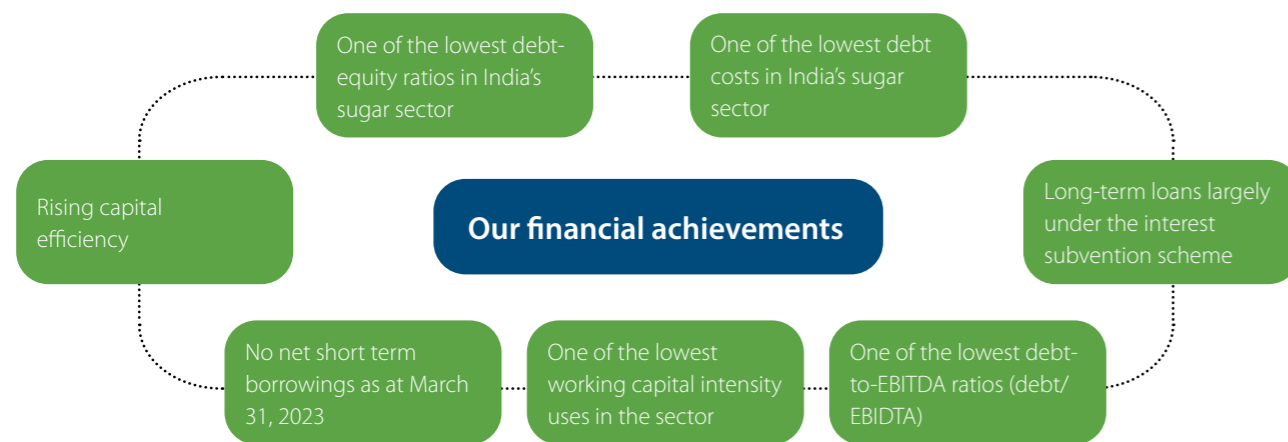 One of the lowest debt-
equity ratios in India’s
sugar sector
One of the lowest debt
costs in India’s sugar
sector
Rising capital
efficiency
Our financial achievements
Long-term loans largely
under the interest
subvention scheme
No net short term
borrowings as at March
31, 2023
One of the lowest
working capital intensity
uses in the sector
One of the lowest debt-
to-EBITDA ratios (debt/
EBIDTA)